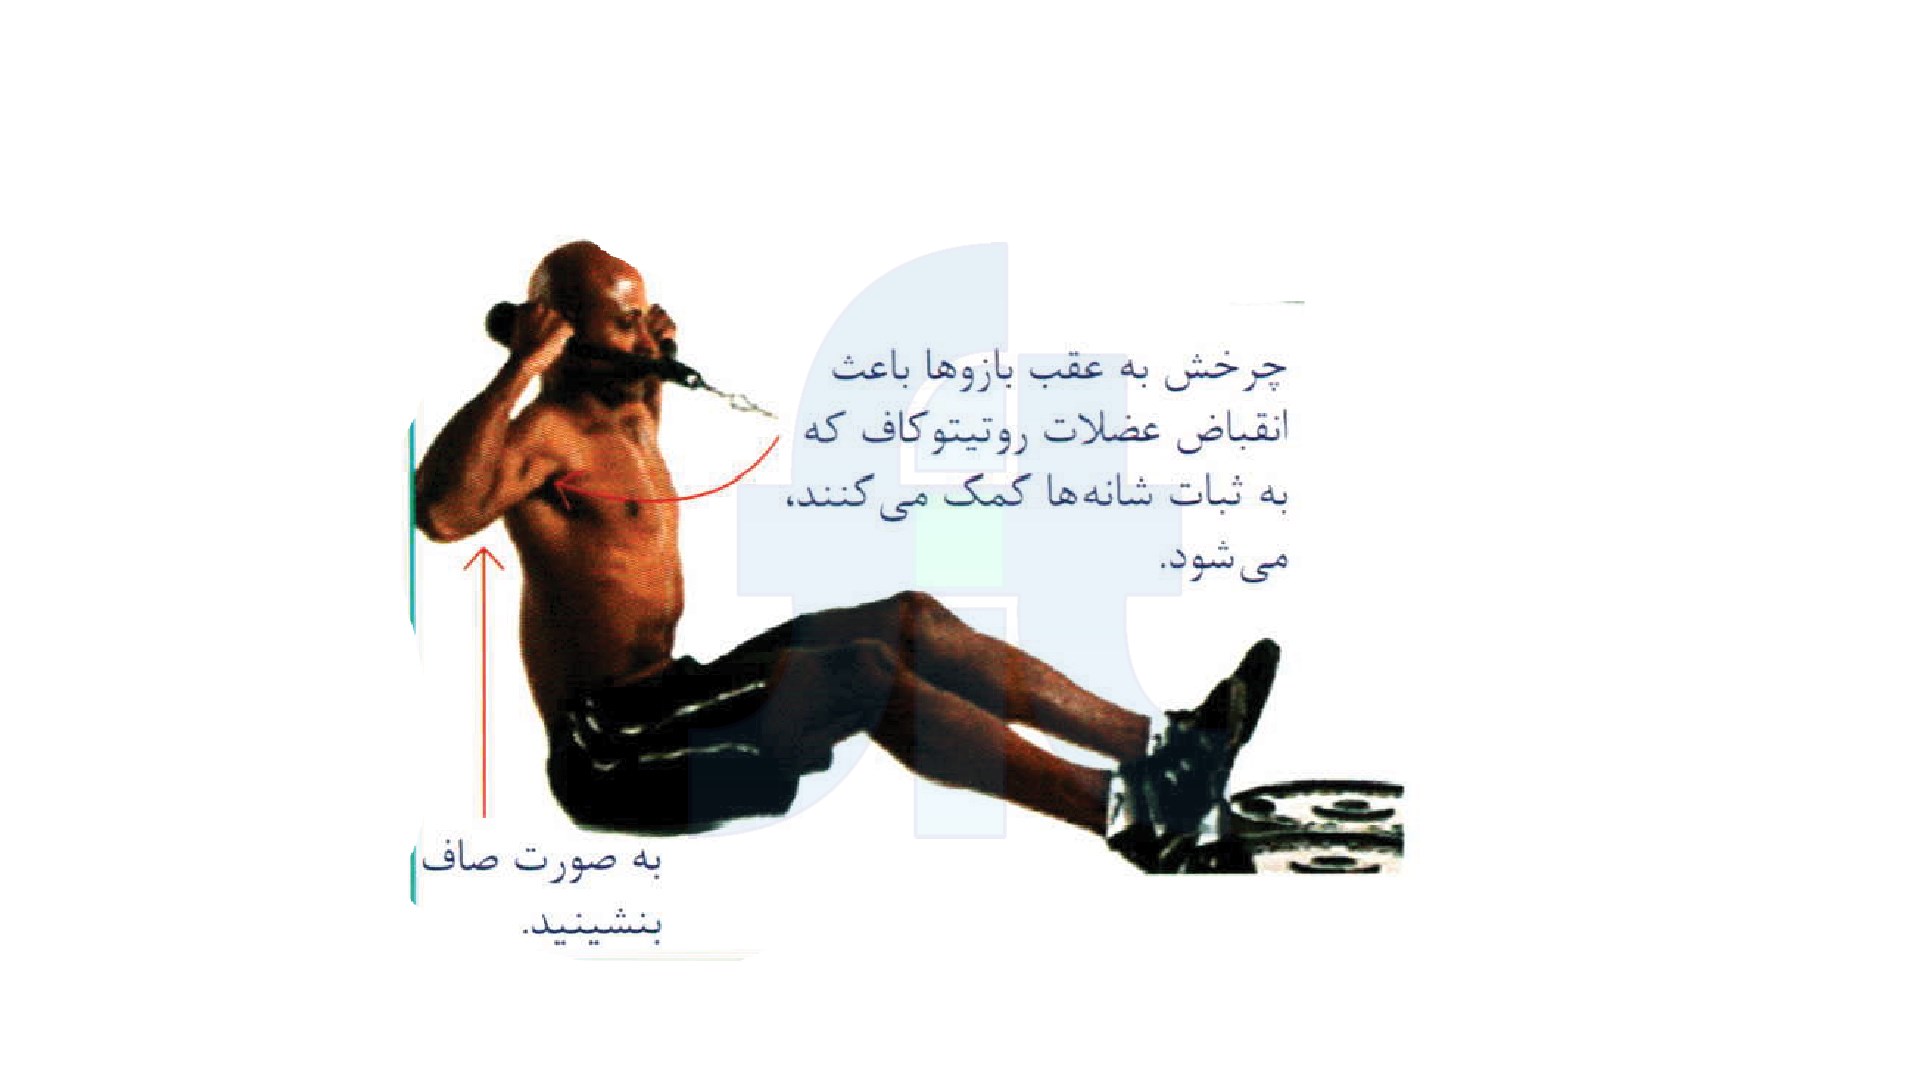 چرخش به عقب بازوها باعث
انقباض عضلات روتیتوکاف که
به ثبات شانه‌ها کمک می‌کنند،
می‌شود.
به صورت صاف
بنشینید.